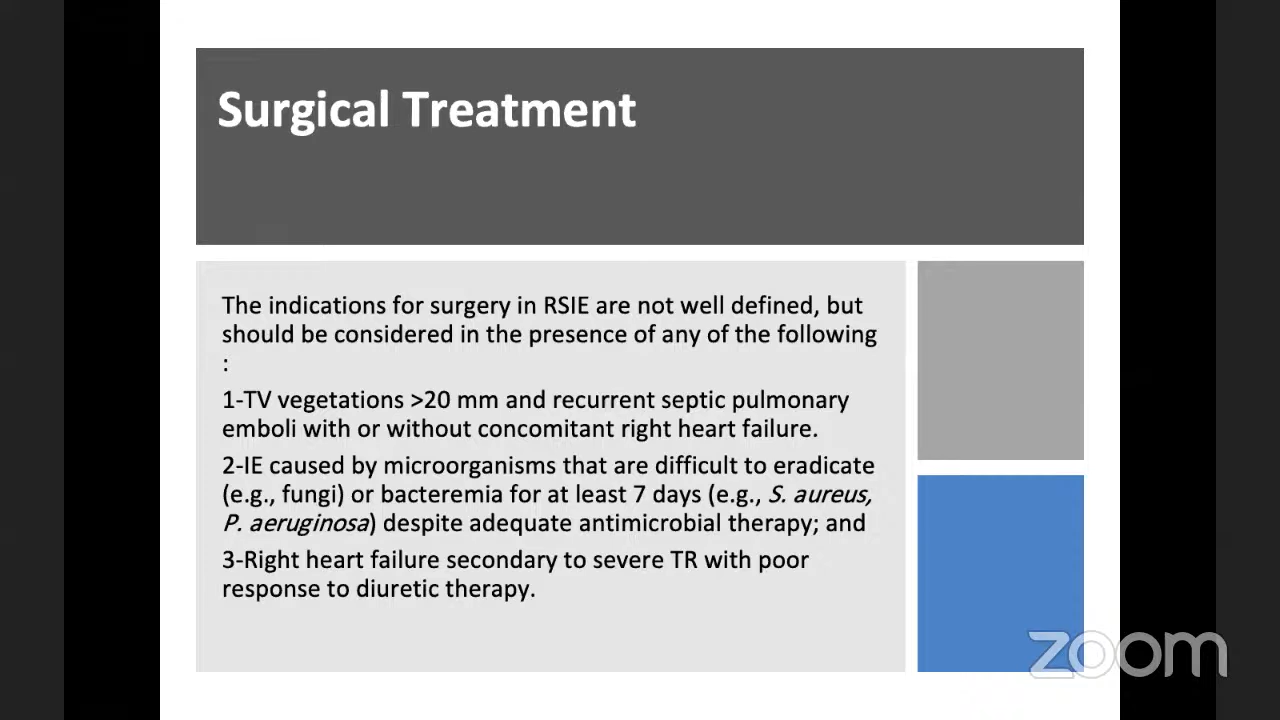 Surgical Treatment
The indications for surgery in RSIE are not well defined, but
should be considered in the presence of any of the following
:
1-TV vegetations >20 mm and recurrent septic pulmonary
emboli with or without concomitant right heart failure.
2-IE caused by microorganisms that are difficult to eradicate
(e.g., fungi) or bacteremia for at least 7 days (e.g., S. aureus,
P. aeruginosa) despite adequate antimicrobial therapy; and
3-Right heart failure secondary to severe TR with poor
response to diuretic therapy.
zoom